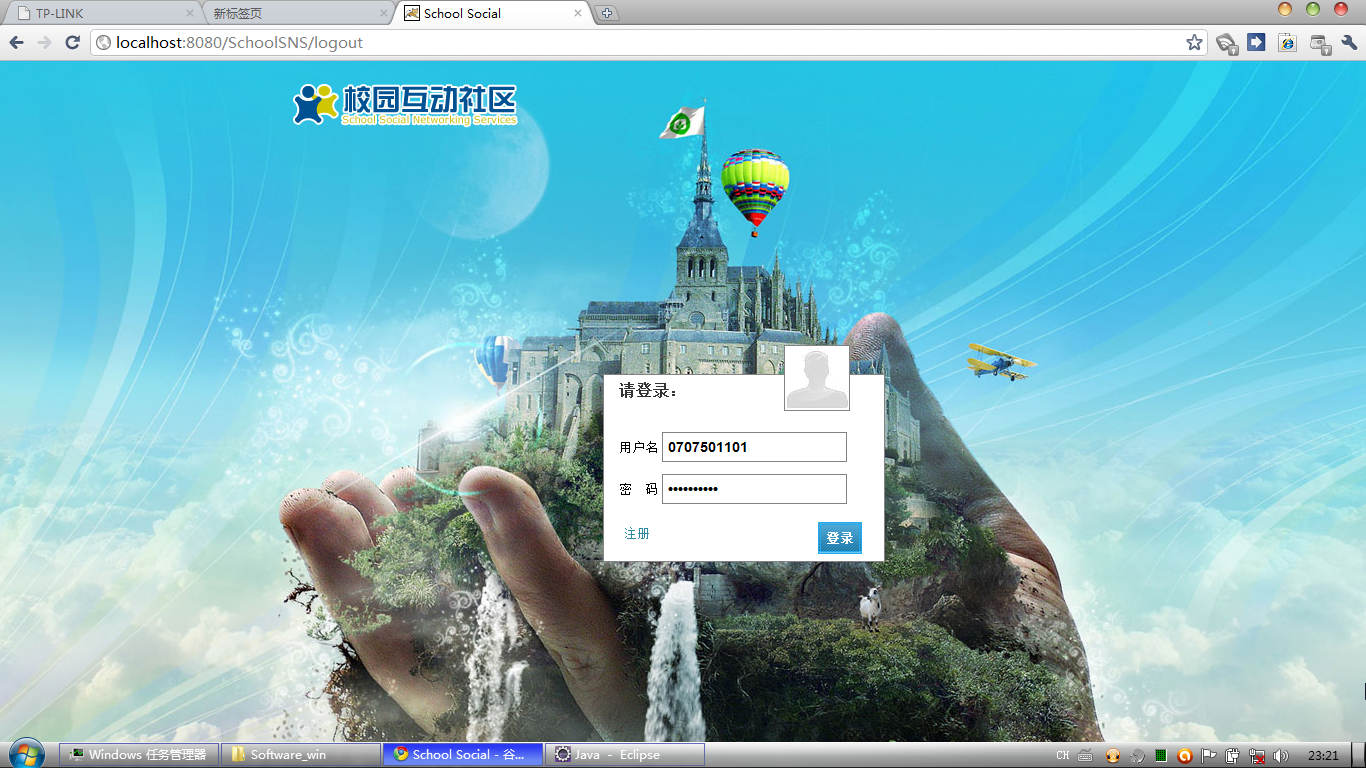 TP-LINK
新标签页
School Social
localhost:8080/SchoolSNS/logout
校园互动社区
School Social Networking Services
请登录:
用户名 0707501101
密 码 ••••••••••
注册
登录
Windows 任务管理器
Software_win
School Social - 谷...
Java - Eclipse
CH
23:21